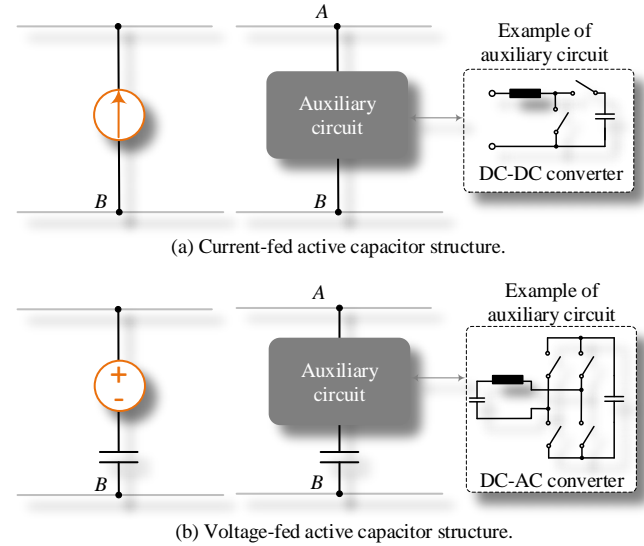 A
Example of
auxiliary circuit
Auxiliary
circuit
DC-DC converter
B
B
(a) Current-fed active capacitor structure.
A
Example of
auxiliary circuit
+
-
Auxiliary
circuit
B
B
DC-AC converter
(b) Voltage-fed active capacitor structure.